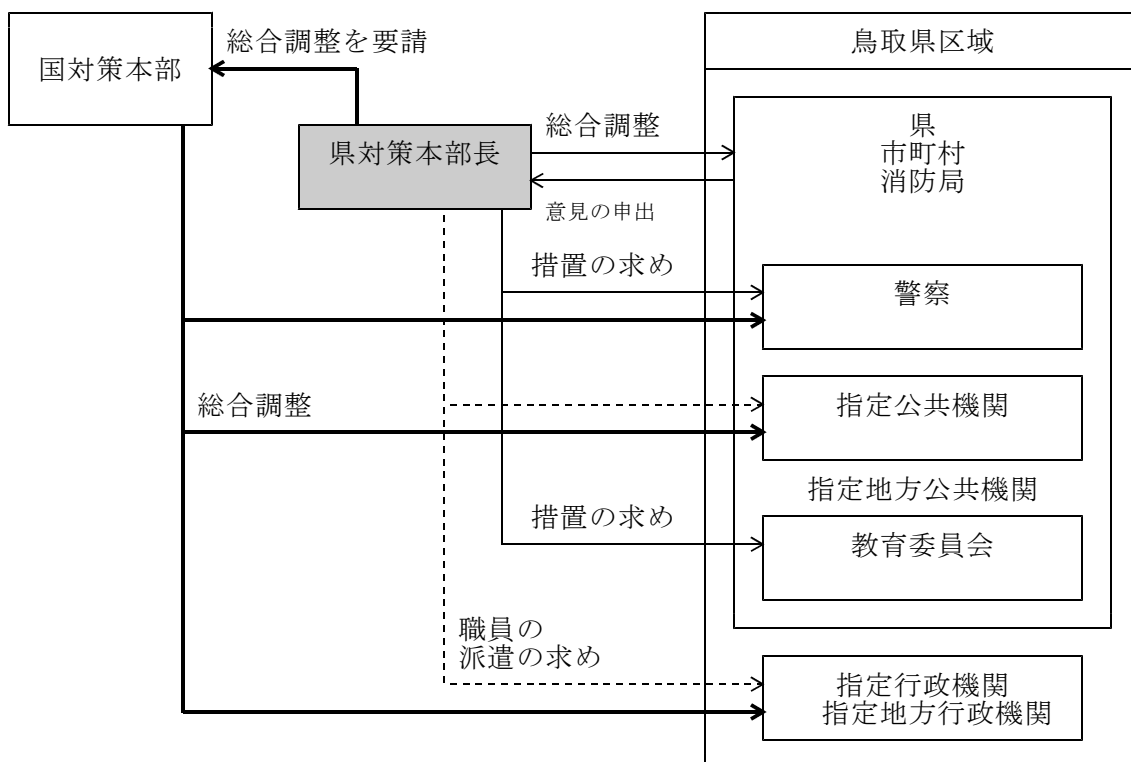 総合調整を要請
国対策本部
鳥取県区域
県対策本部長
総合調整
意見の申出
県
市町村
消防局
措置の求め
警察
総合調整
指定公共機関
指定地方公共機関
措置の求め
教育委員会
職員の
派遣の求め
指定行政機関
指定地方行政機関